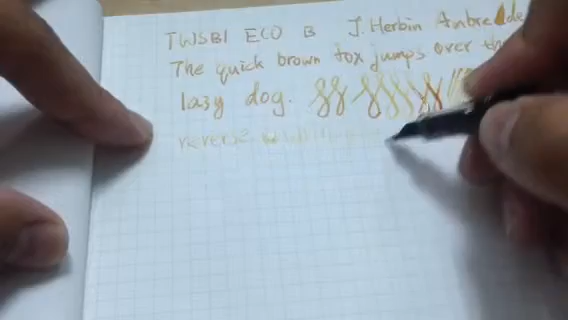 TWSBI ECO B J. Herbin Ambre de
The quick brown fox jumps over the
lazy dog.
reverse